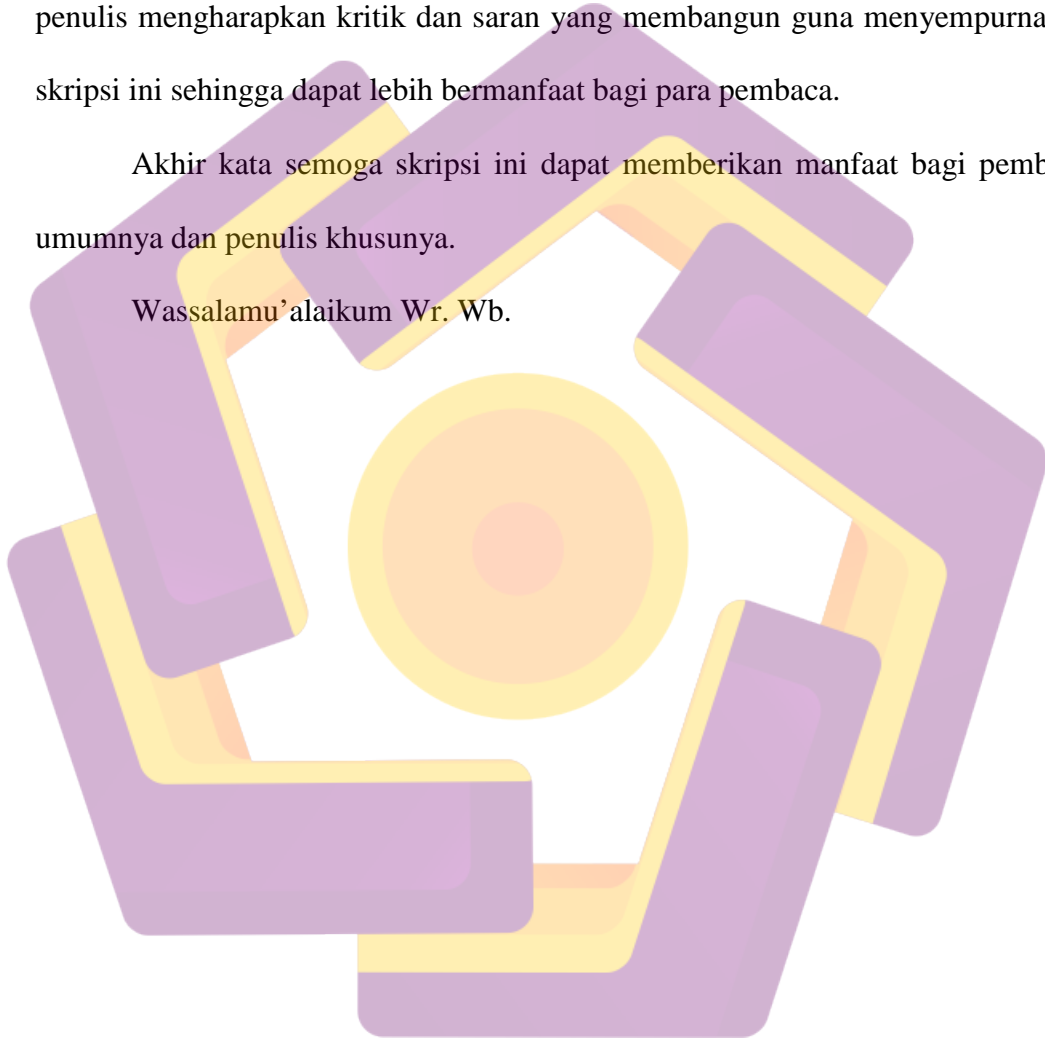 penulis mengharapkan kritik dan saran yang membangun guna menyempurna
skripsi ini sehingga dapat lebih bermanfaat bagi para pembaca.
Akhir kata semoga skripsi ini dapat memberikan manfaat bagi pemb
umumnya dan penulis khusunya.
Wassalamu’alaikum Wr. Wb.